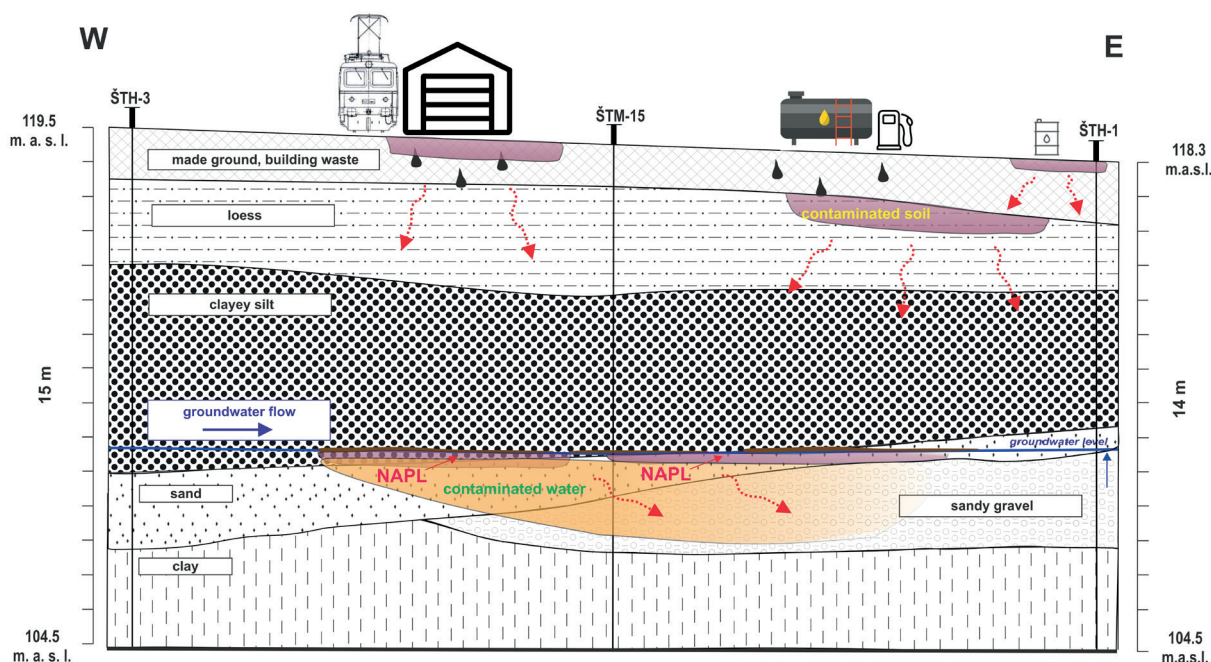 W
E
ŠTH-3
ŠTM-15
ŠTH-1
119.5
m. a. s. l.
118.3
m.a.s.l.
made ground, building waste
loess
contaminated soil
clayey silt
15 m
14 m
groundwater flow
groundwater level
NAPL
NAPL
contaminated water
sand
sandy gravel
clay
104.5
m. a. s. l.
104.5
m.a.s.l.